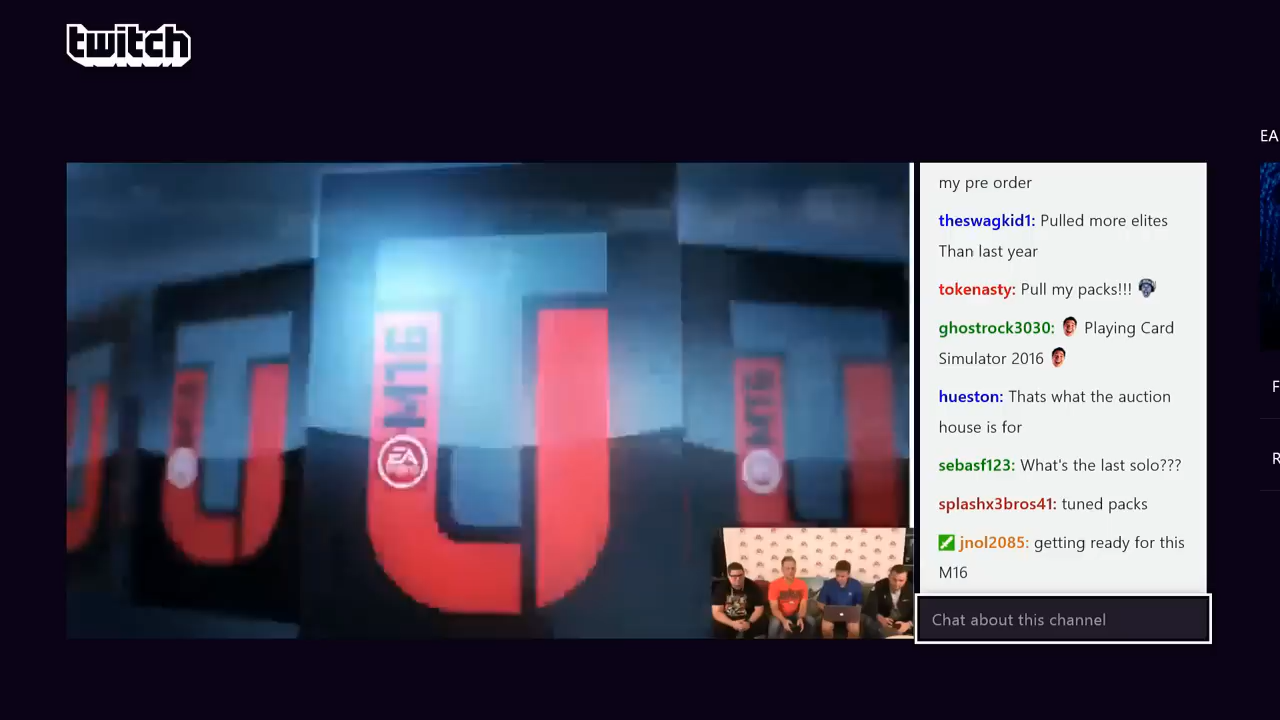 twitch
EA
my pre order
theswagkid1: Pulled more elites
Than last year
tokenasty: Pull my packs!!!
ghostrock3030: Playing Card
Simulator 2016
hueston: Thats what the auction
house is for
sebasf123: What's the last solo???
splashx3bros41: tuned packs
jnol2085: getting ready for this
M16
Chat about this channel
M16
EA
M16
F
R